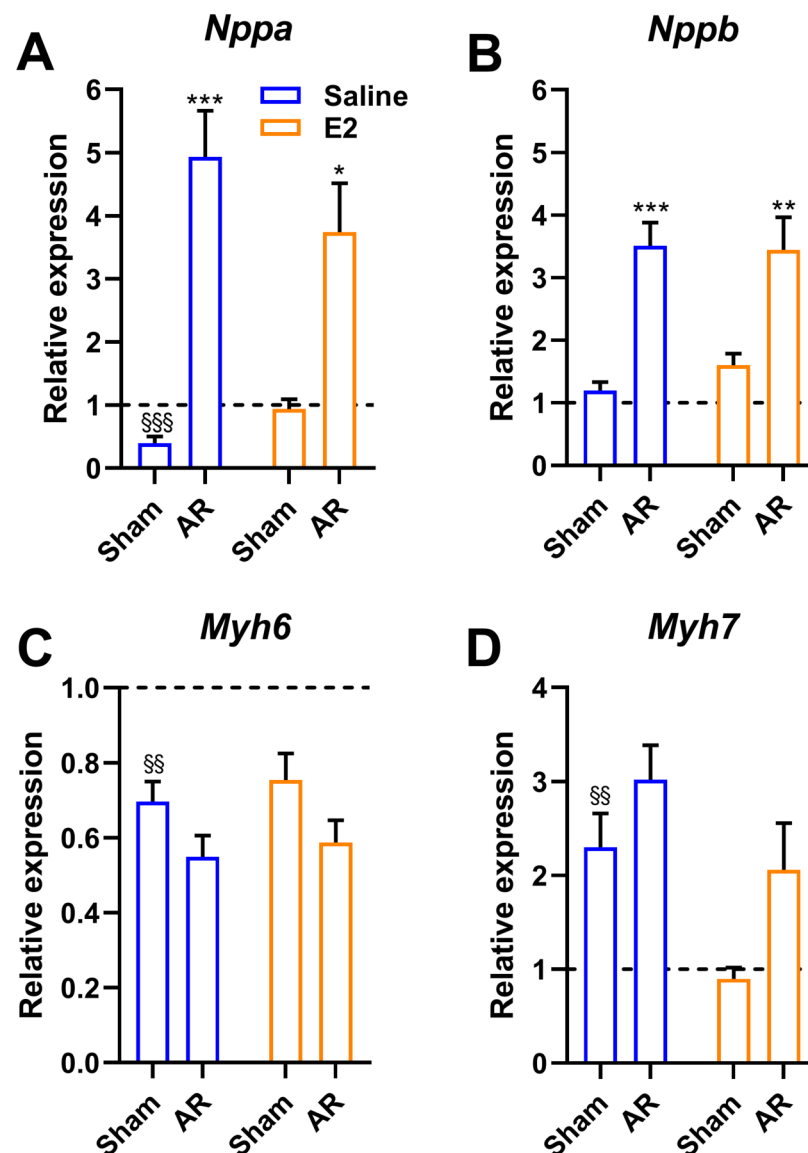 A
Nppa
Relative expression
6
5
4
3
2
1
0
Saline
E2
§§§
***
*
Sham
AR
Sham
AR
B
Nppb
Relative expression
6
5
4
3
2
1
0
***
**
Sham
AR
Sham
AR
C
Myh6
Relative expression
1.0
0.8
0.6
0.4
0.2
0.0
§§
Sham
AR
Sham
AR
D
Myh7
Relative expression
4
3
2
1
0
§§
Sham
AR
Sham
AR